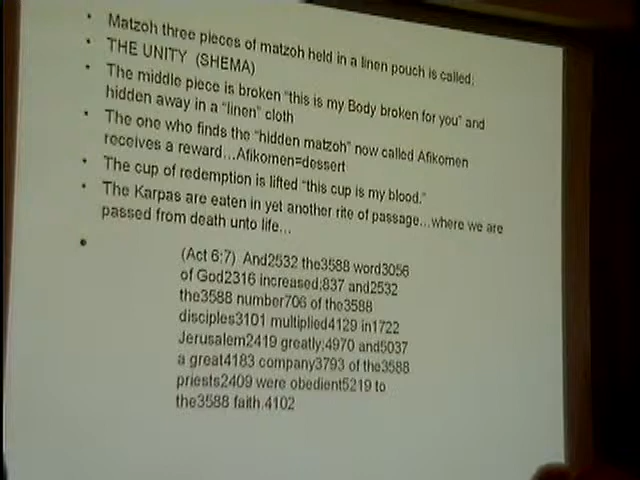 • Matzoh three pieces of matzoh held in a linen pouch is called;
• THE UNITY (SHEMA)
• The middle piece is broken "this is my Body broken for you" and
hidden away in a "linen" cloth
• The one who finds the "hidden matzoh" now called Afikomen
receives a reward...Afikomen=dessert
• The cup of redemption is lifted "this cup is my blood."
• The Karpas are eaten in yet another rite of passage...where we are
passed from death unto life...
•
(Act 6:7) And2532 the3588 word3056
of God2316 increased;837 and2532
the3588 number706 of the3588
disciples3101 multiplied4129 in1722
Jerusalem2419 greatly;4970 and5037
a great4183 company3793 of the3588
priests2409 were obedient5219 to
the3588 faith.4102